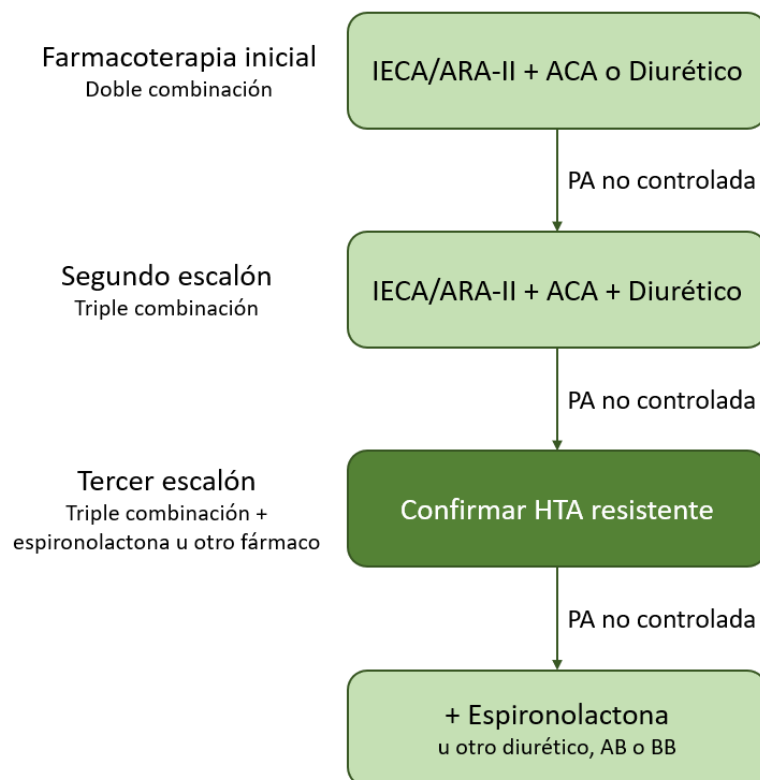 Farmacoterapia inicial
Doble combinación
IECA/ARA-II + ACA o Diurético
PA no controlada
Segundo escalón
Triple combinación
IECA/ARA-II + ACA + Diurético
PA no controlada
Tercer escalón
Triple combinación +
espironolactona u otro fármaco
Confirmar HTA resistente
PA no controlada
+ Espironolactona
u otro diurético, AB o BB